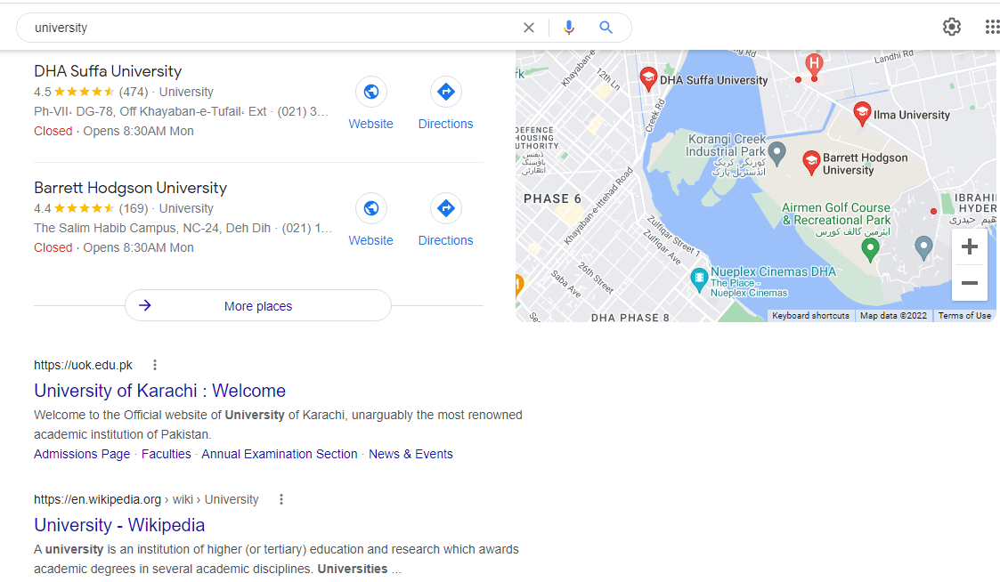 university
DHA Suffa University
4.5 (474) · University
Ph-VII، DG-78, Off Khayaban-e-Tufail، Ext · (021) 3...
Closed · Opens 8:30AM Mon
Website
Directions
Barrett Hodgson University
4.4 (169) · University
The Salim Habib Campus, NC-24, Deh Dih · (021) 1...
Closed · Opens 8:30AM Mon
Website
Directions
More places
Khayaban-e
12th Ln
rk
DHA Suffa University
Creek Rd
Landhi Rd
H
Ilma University
DEFENCE
HOUSING
UTHORITY
ڈیفنس
ہاؤسنگ
اتھارٹی
Korangi Creek
Industrial Park
کورنگی کریک
انڈسٹریل پارک
Barrett Hodgson
University
PHASE 6
Khayaban-e-Ittehad Road
Airmen Golf Course
& Recreational Park
ایئرمین گالف کورس
IBRAHI
HYDER
Zulfiqar Street 1
Zulfiqar Ave
26th Street
Saba Ave
Nueplex Cinemas DHA
The Place -
Nueplex Cinemas
DHA PHASE 8
Keyboard shortcuts
Map data ©2022
Terms of Use
https://uok.edu.pk
University of Karachi : Welcome
Welcome to the Official website of University of Karachi, unarguably the most renowned
academic institution of Pakistan.
Admissions Page · Faculties · Annual Examination Section · News & Events
https://en.wikipedia.org › wiki › University
University - Wikipedia
A university is an institution of higher (or tertiary) education and research which awards
academic degrees in several academic disciplines. Universities ...